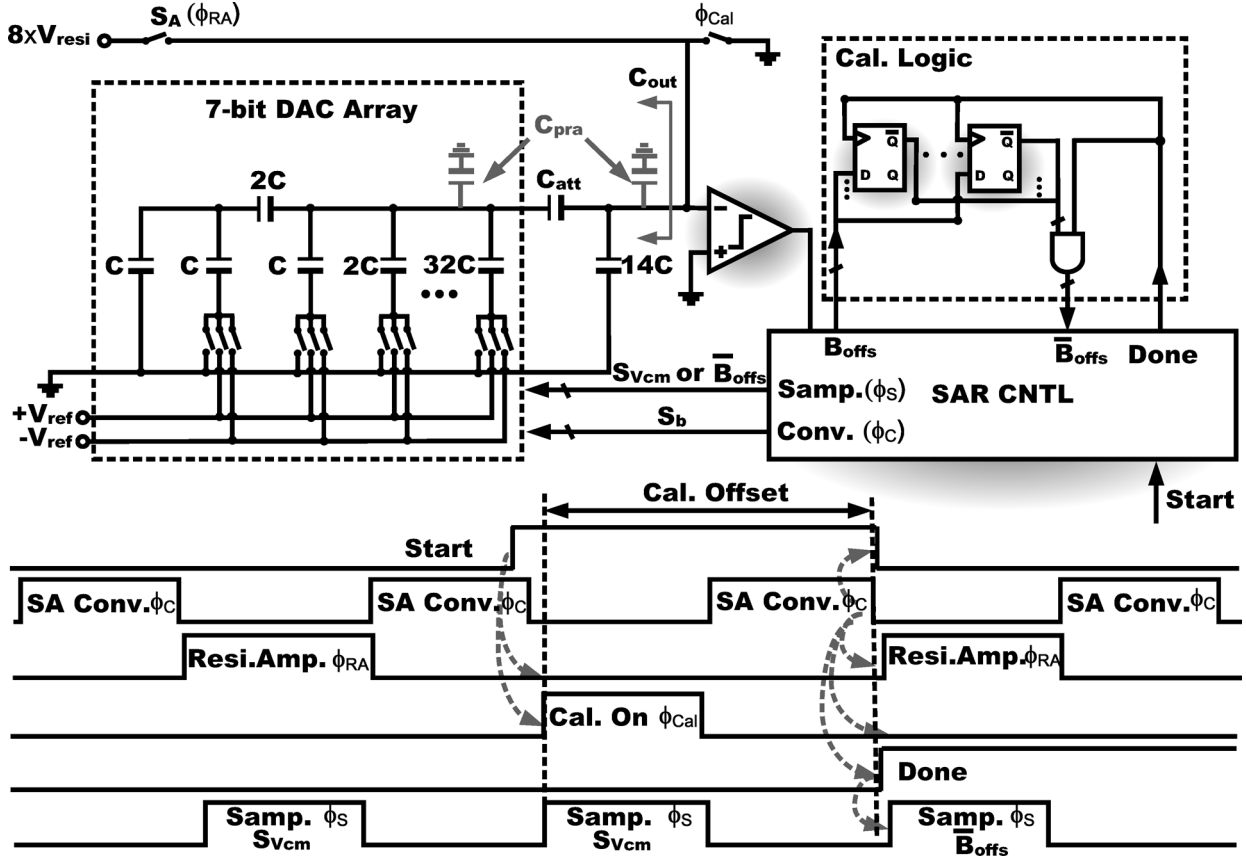 8xVresi
SA (ϕRA)
ϕCal
7-bit DAC Array
Cout
Cpra
Catt
2C
C
C
C
2C
32C
14C
+Vref
-Vref
Cal. Logic
Q̅
Q
D
Q̅
Q
D
Boffs
B̅offs
Done
SVcm or B̅offs
Samp.(ϕS)
SAR CNTL
Sb
Conv. (ϕC)
Start
Cal. Offset
Start
SA Conv.ϕC
SA Conv.ϕC
SA Conv.ϕC
SA Conv.ϕC
Resi.Amp.ϕRA
Resi.Amp.ϕRA
Cal. On ϕCal
Done
Samp. ϕS
SVcm
Samp. ϕS
SVcm
Samp. ϕS
B̅offs